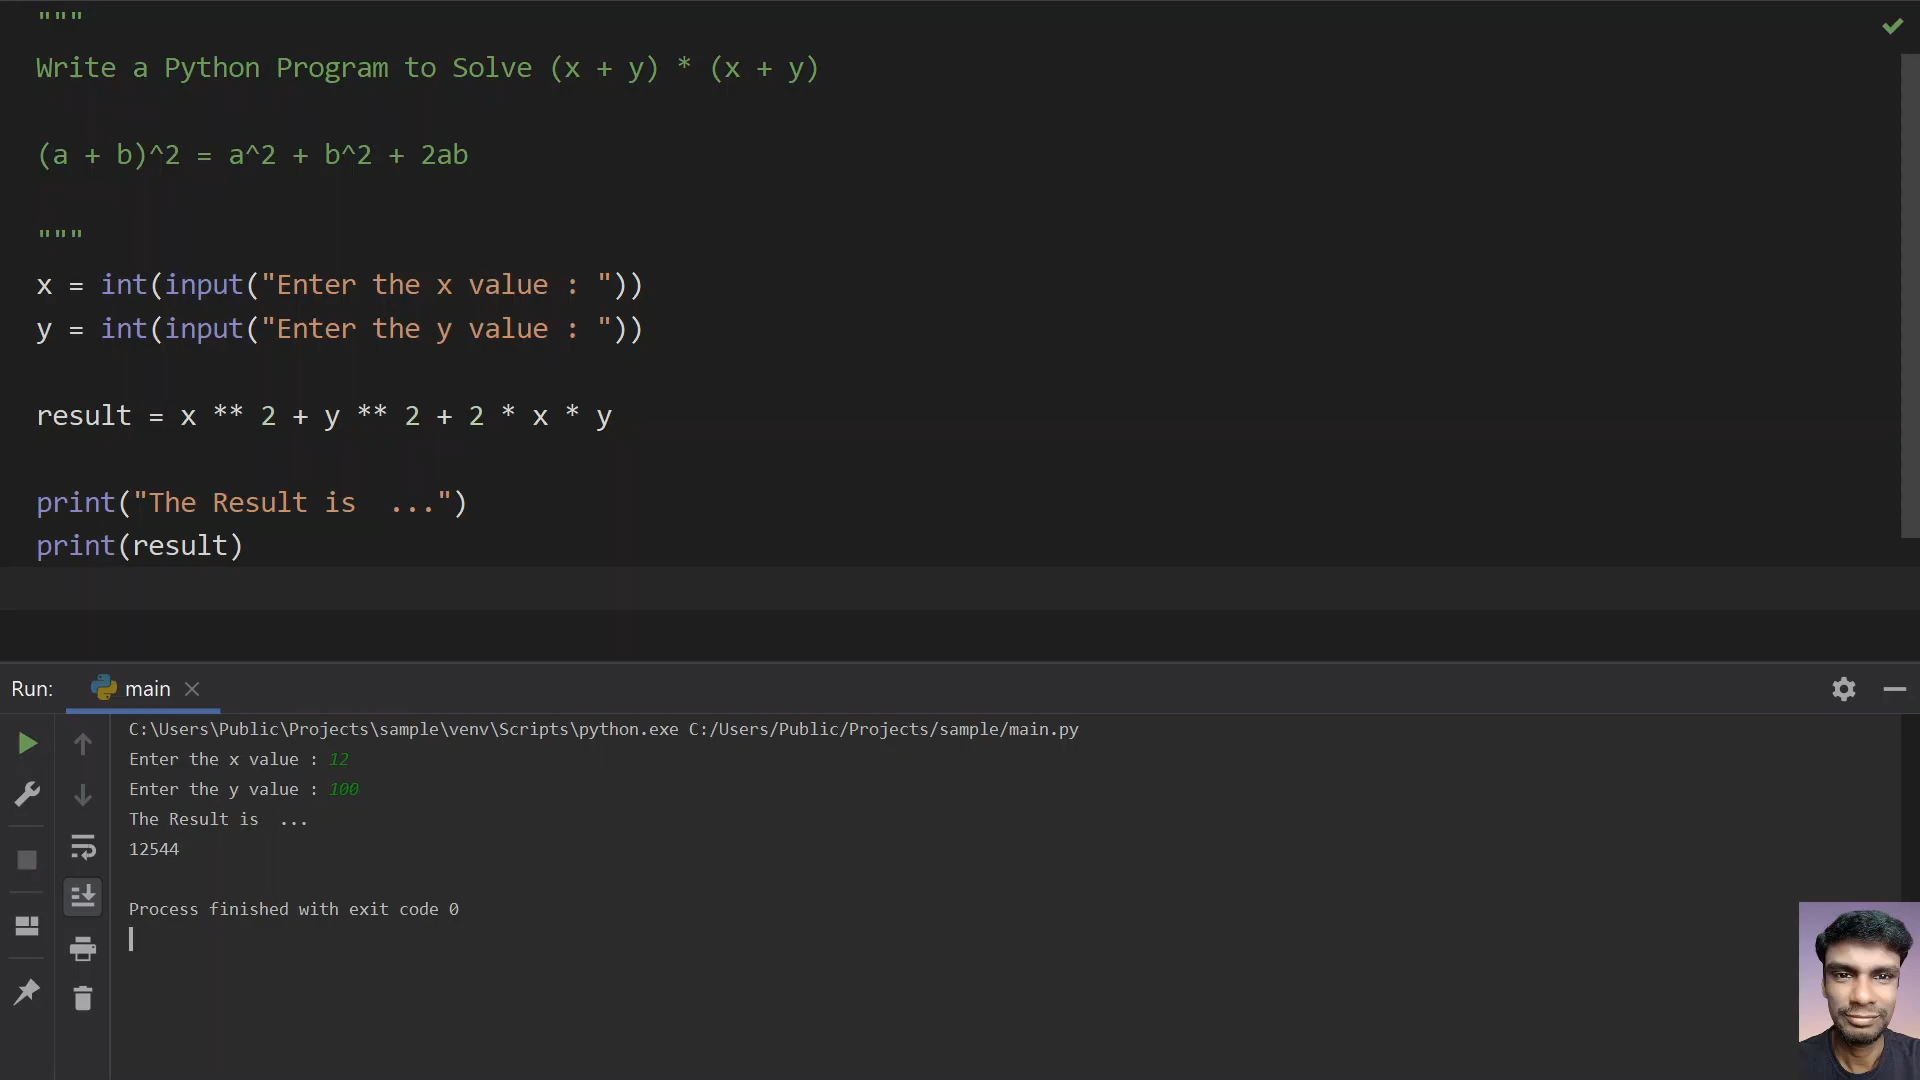 """
Write a Python Program to Solve (x + y) * (x + y)
(a + b)^2 = a^2 + b^2 + 2ab
"""
x = int(input("Enter the x value : "))
y = int(input("Enter the y value : "))
result = x ** 2 + y ** 2 + 2 * x * y
print("The Result is  ...")
print(result)
Run: main
C:\Users\Public\Projects\sample\venv\Scripts\python.exe C:/Users/Public/Projects/sample/main.py
Enter the x value : 12
Enter the y value : 100
The Result is  ...
12544
Process finished with exit code 0